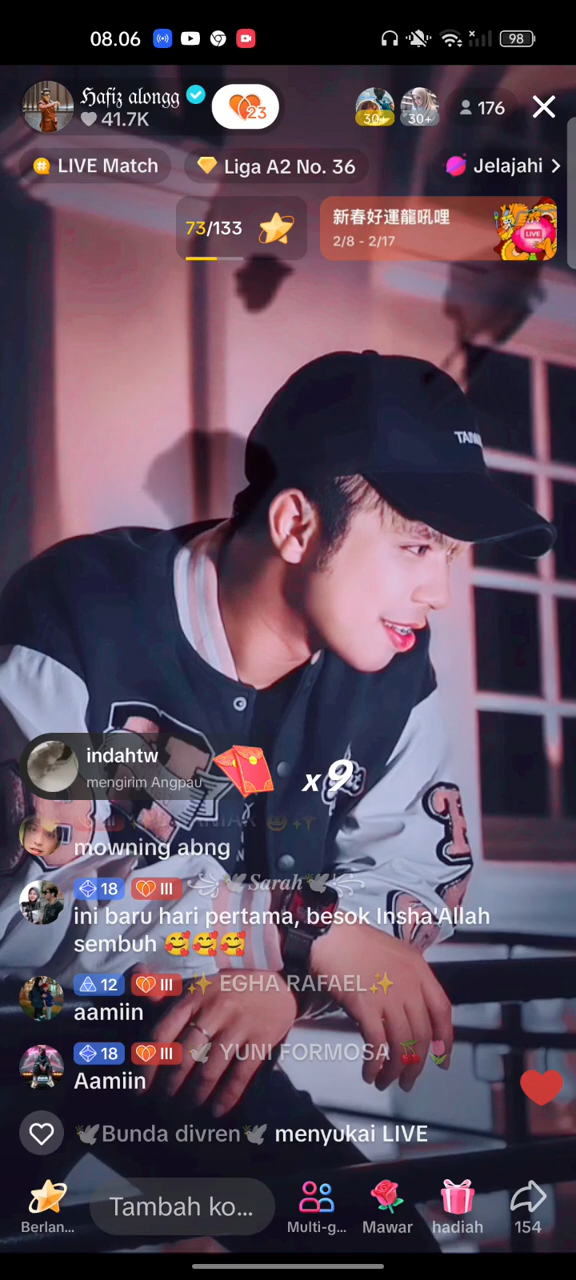 08.06
98
ℌ𝔞𝔣𝔦𝔷 𝔞𝔩𝔬𝔫𝔤𝔤
41.7K
23
30+
30+
176
LIVE Match
Liga A2 No. 36
Jelajahi
73/133
新春好運龍吼哩
2/8 - 2/17
LIVE
indahtw
mengirim Angpau
x9
mowning abng
18 III Sarah
ini baru hari pertama, besok Insha'Allah
sembuh 🥰🥰🥰
12 III ✨ EGHA RAFAEL✨
aamiin
18 III 🕊 YUNI FORMOSA 🍒🌷
Aamiin
🕊Bunda divren🕊 menyukai LIVE
Berlan...
Tambah ko...
Multi-g...
Mawar
hadiah
154